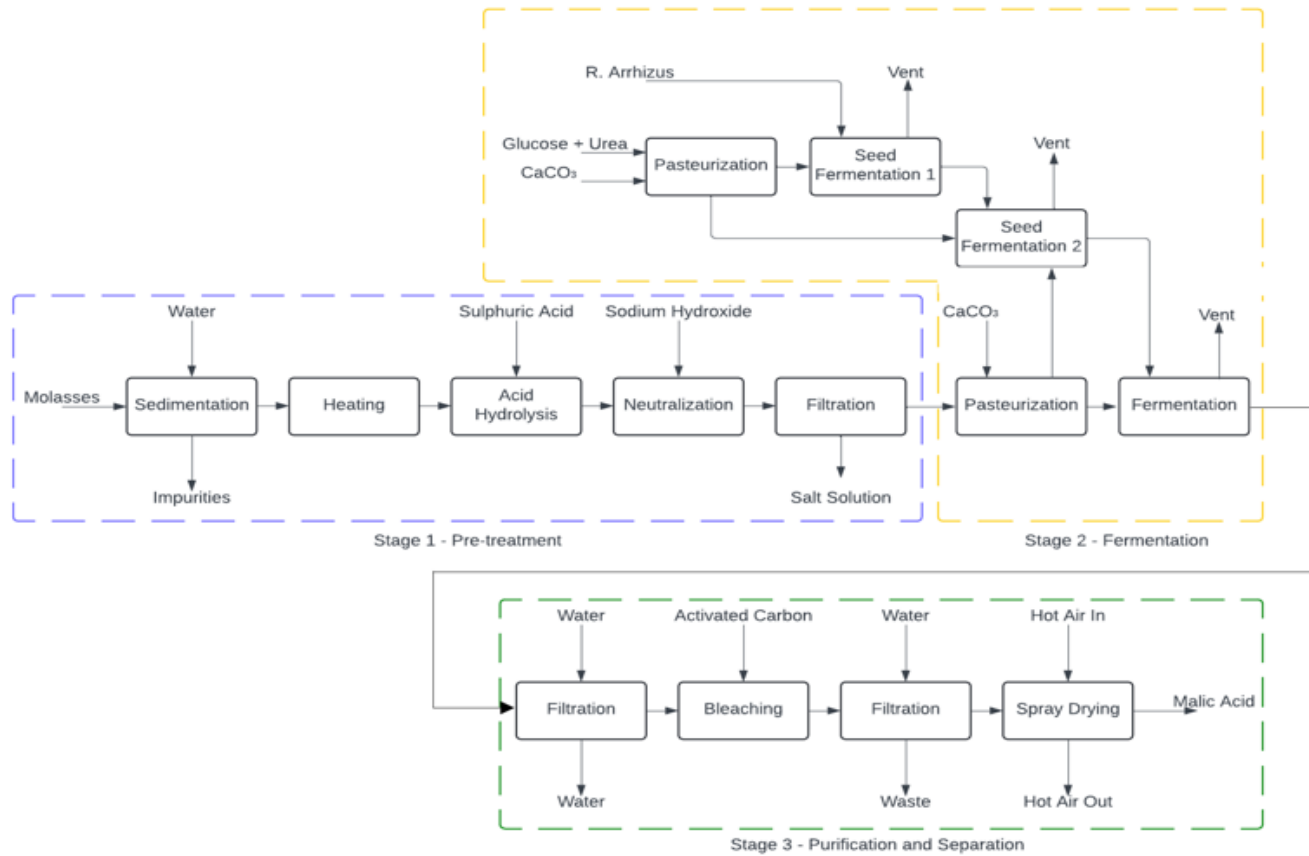 R. Arrhizus
Vent
Glucose + Urea
CaCO₃
Pasteurization
Seed
Fermentation 1
Vent
Seed
Fermentation 2
Water
Sulphuric Acid
Sodium Hydroxide
CaCO₃
Vent
Molasses
Sedimentation
Heating
Acid
Hydrolysis
Neutralization
Filtration
Pasteurization
Fermentation
Impurities
Salt Solution
Stage 1 - Pre-treatment
Stage 2 - Fermentation
Water
Activated Carbon
Water
Hot Air In
Filtration
Bleaching
Filtration
Spray Drying
Malic Acid
Water
Waste
Hot Air Out
Stage 3 - Purification and Separation